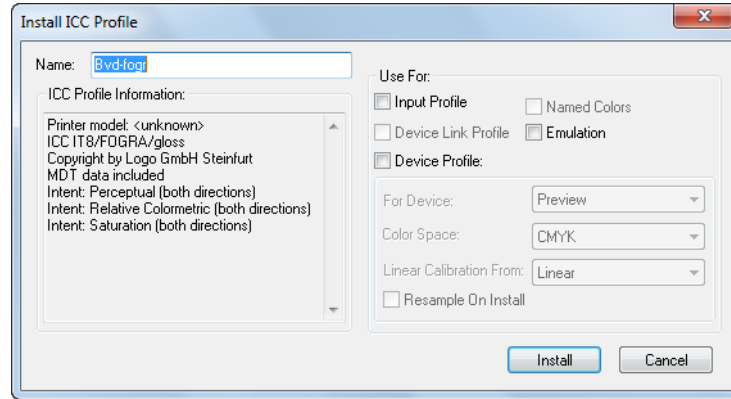 Install ICC Profile
Name: Bvd-fogr
ICC Profile Information:
Printer model: <unknown>
ICC IT8/FOGRA/gloss
Copyright by Logo GmbH Steinfurt
MDT data included
Intent: Perceptual (both directions)
Intent: Relative Colormetric (both directions)
Intent: Saturation (both directions)
Use For:
Input Profile Named Colors
Device Link Profile Emulation
Device Profile:
For Device: Preview
Color Space: CMYK
Linear Calibration From: Linear
Resample On Install
Install Cancel